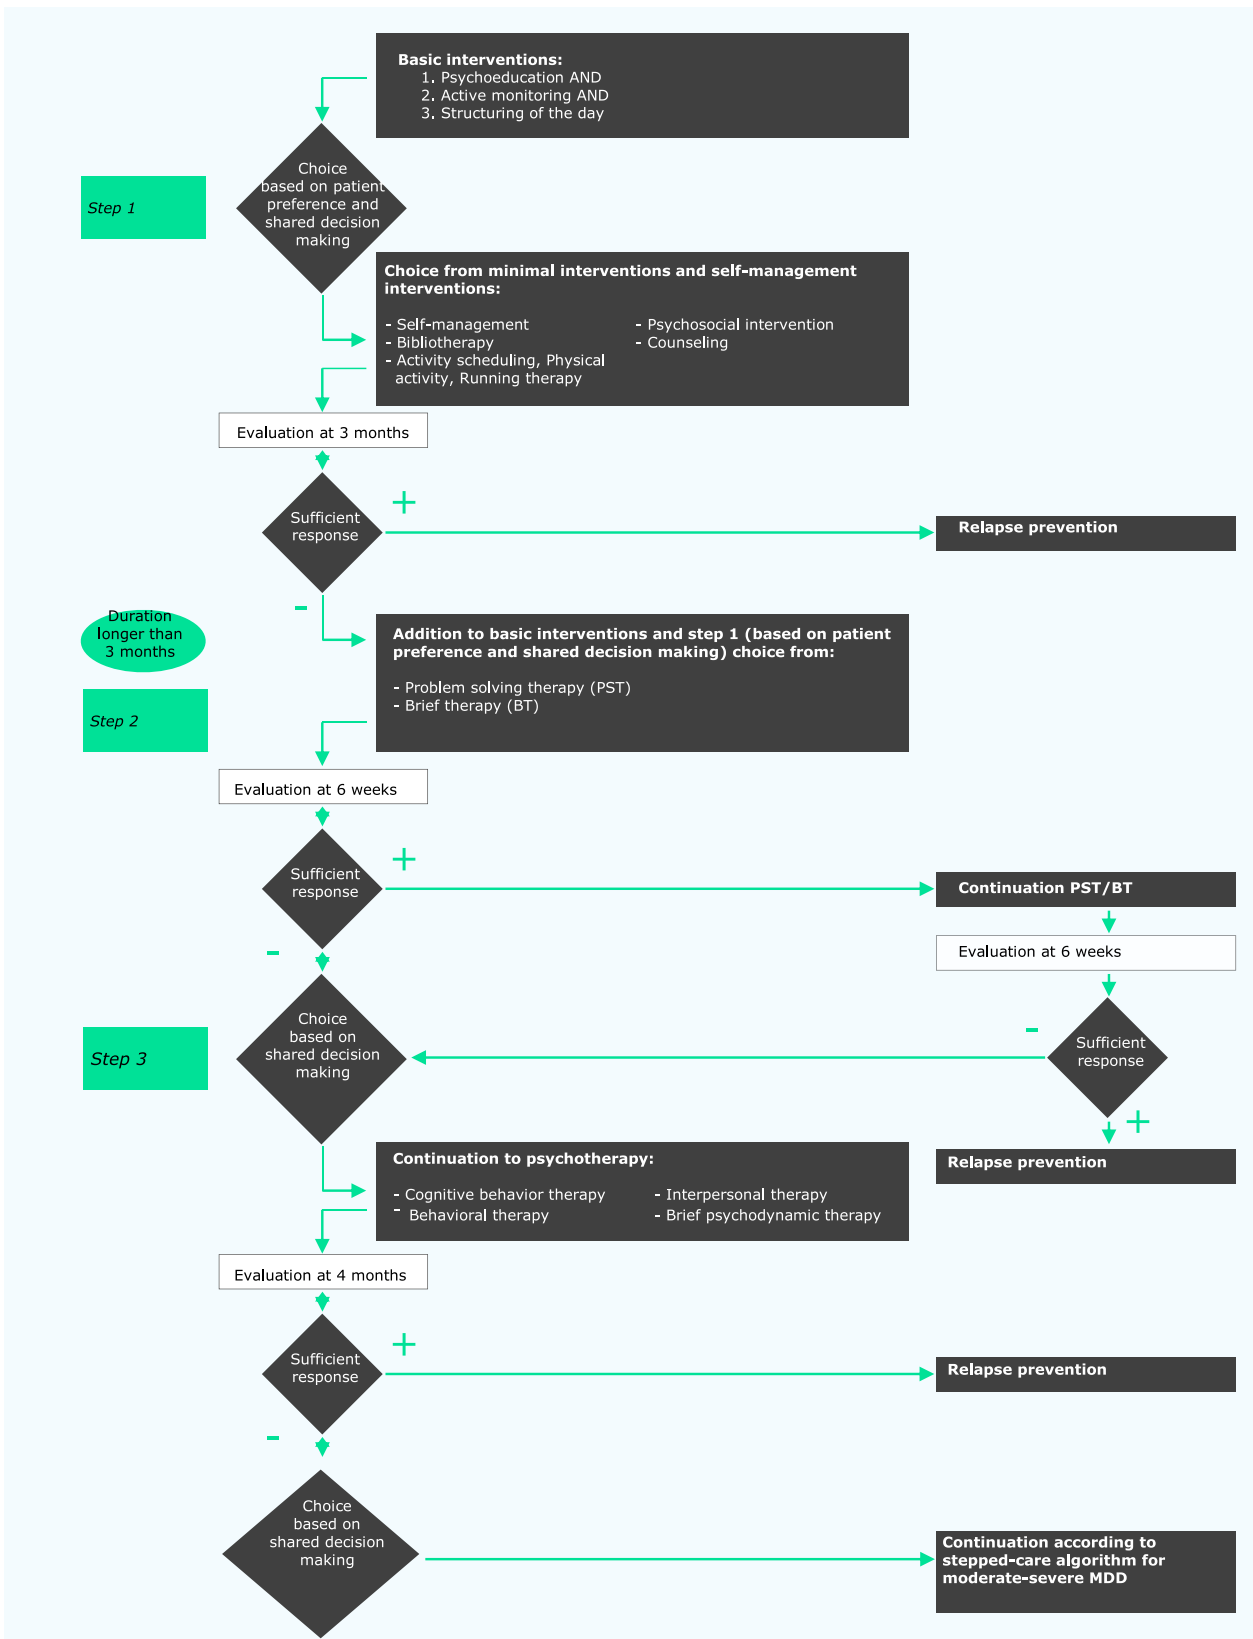 Basic interventions:
1. Psychoeducation AND
2. Active monitoring AND
3. Structuring of the day
Choice
based on patient
preference and
shared decision
making
Step 1
Choice from minimal interventions and self-management
interventions:
- Self-management
- Bibliotherapy
- Activity scheduling, Physical
activity, Running therapy
- Psychosocial intervention
- Counseling
Evaluation at 3 months
Sufficient
response
+
Relapse prevention
-
Duration
longer than
3 months
Addition to basic interventions and step 1 (based on patient
preference and shared decision making) choice from:
- Problem solving therapy (PST)
- Brief therapy (BT)
Step 2
Evaluation at 6 weeks
Sufficient
response
+
Continuation PST/BT
-
Evaluation at 6 weeks
Choice
based on
shared decision
making
Step 3
-
Sufficient
response
+
Relapse prevention
Continuation to psychotherapy:
- Cognitive behavior therapy
- Behavioral therapy
- Interpersonal therapy
- Brief psychodynamic therapy
Evaluation at 4 months
Sufficient
response
+
Relapse prevention
-
Choice
based on
shared decision
making
Continuation according to
stepped-care algorithm for
moderate-severe MDD